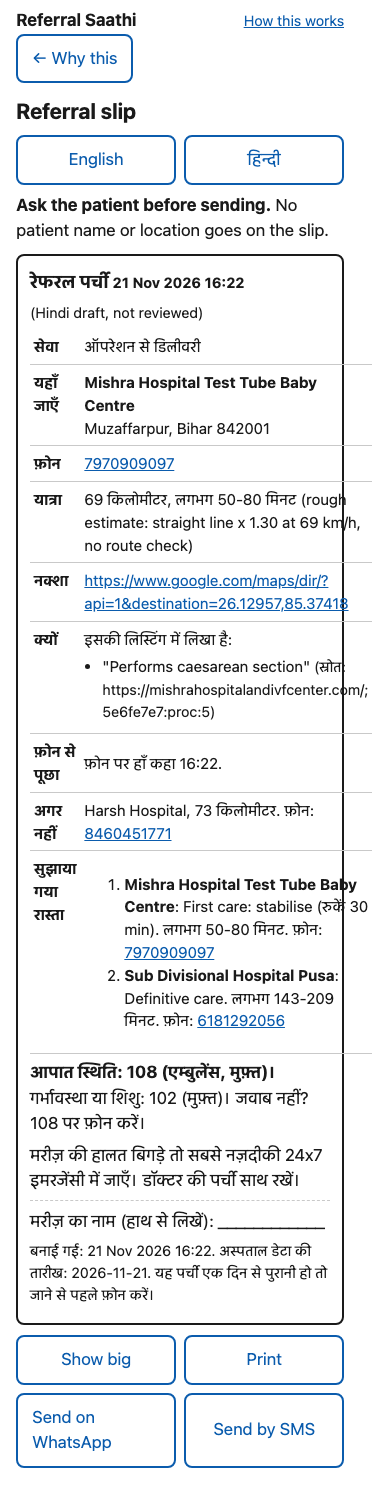 Referral Saathi How this works
← Why this
Referral slip
English हिन्दी
Ask the patient before sending. No
patient name or location goes on the slip.
रेफरल पर्ची 21 Nov 2026 16:22
(Hindi draft, not reviewed)
सेवा ऑपरेशन से डिलीवरी
यहाँ जाएँ Mishra Hospital Test Tube Baby
Centre
Muzaffarpur, Bihar 842001
फ़ोन 7970909097
यात्रा 69 किलोमीटर, लगभग 50-80 मिनट (rough
estimate: straight line x 1.30 at 69 km/h,
no route check)
नक्शा https://www.google.com/maps/dir/?
api=1&destination=26.12957,85.37418
क्यों इसकी लिस्टिंग में लिखा है:
• "Performs caesarean section" (स्रोत:
https://mishrahospitalandivfcenter.com/;
5e6fe7e7:proc:5)
फ़ोन से पूछा फ़ोन पर हाँ कहा 16:22.
अगर नहीं Harsh Hospital, 73 किलोमीटर. फ़ोन:
8460451771
सुझाया गया रास्ता
1. Mishra Hospital Test Tube Baby
Centre: First care: stabilise (रुकें 30
min). लगभग 50-80 मिनट. फ़ोन:
7970909097
2. Sub Divisional Hospital Pusa:
Definitive care. लगभग 143-209
मिनट. फ़ोन: 6181292056
आपात स्थिति: 108 (एम्बुलेंस, मुफ़्त)।
गर्भावस्था या शिशु: 102 (मुफ़्त)। जवाब नहीं?
108 पर फ़ोन करें।
मरीज़ की हालत बिगड़े तो सबसे नज़दीकी 24x7
इमरजेंसी में जाएँ। डॉक्टर की पर्ची साथ रखें।
मरीज़ का नाम (हाथ से लिखें): ____________
बनाई गई: 21 Nov 2026 16:22. अस्पताल डेटा की
तारीख: 2026-11-21. यह पर्ची एक दिन से पुरानी हो तो
जाने से पहले फ़ोन करें।
Show big Print
Send on
WhatsApp Send by SMS